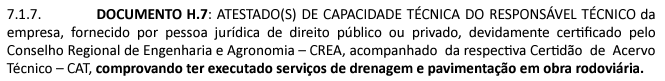 7.1.7. DOCUMENTO H.7: ATESTADO(S) DE CAPACIDADE TÉCNICA DO RESPONSÁVEL TÉCNICO da
empresa, fornecido por pessoa jurídica de direito público ou privado, devidamente certificado pelo
Conselho Regional de Engenharia e Agronomia – CREA, acompanhado da respectiva Certidão de Acervo
Técnico – CAT, comprovando ter executado serviços de drenagem e pavimentação em obra rodoviária.